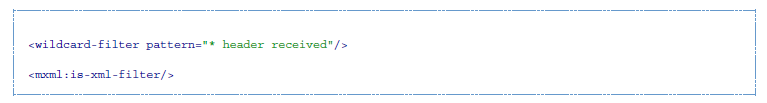 <wildcard-filter pattern="* header received"/>
<mxml:is-xml-filter/>